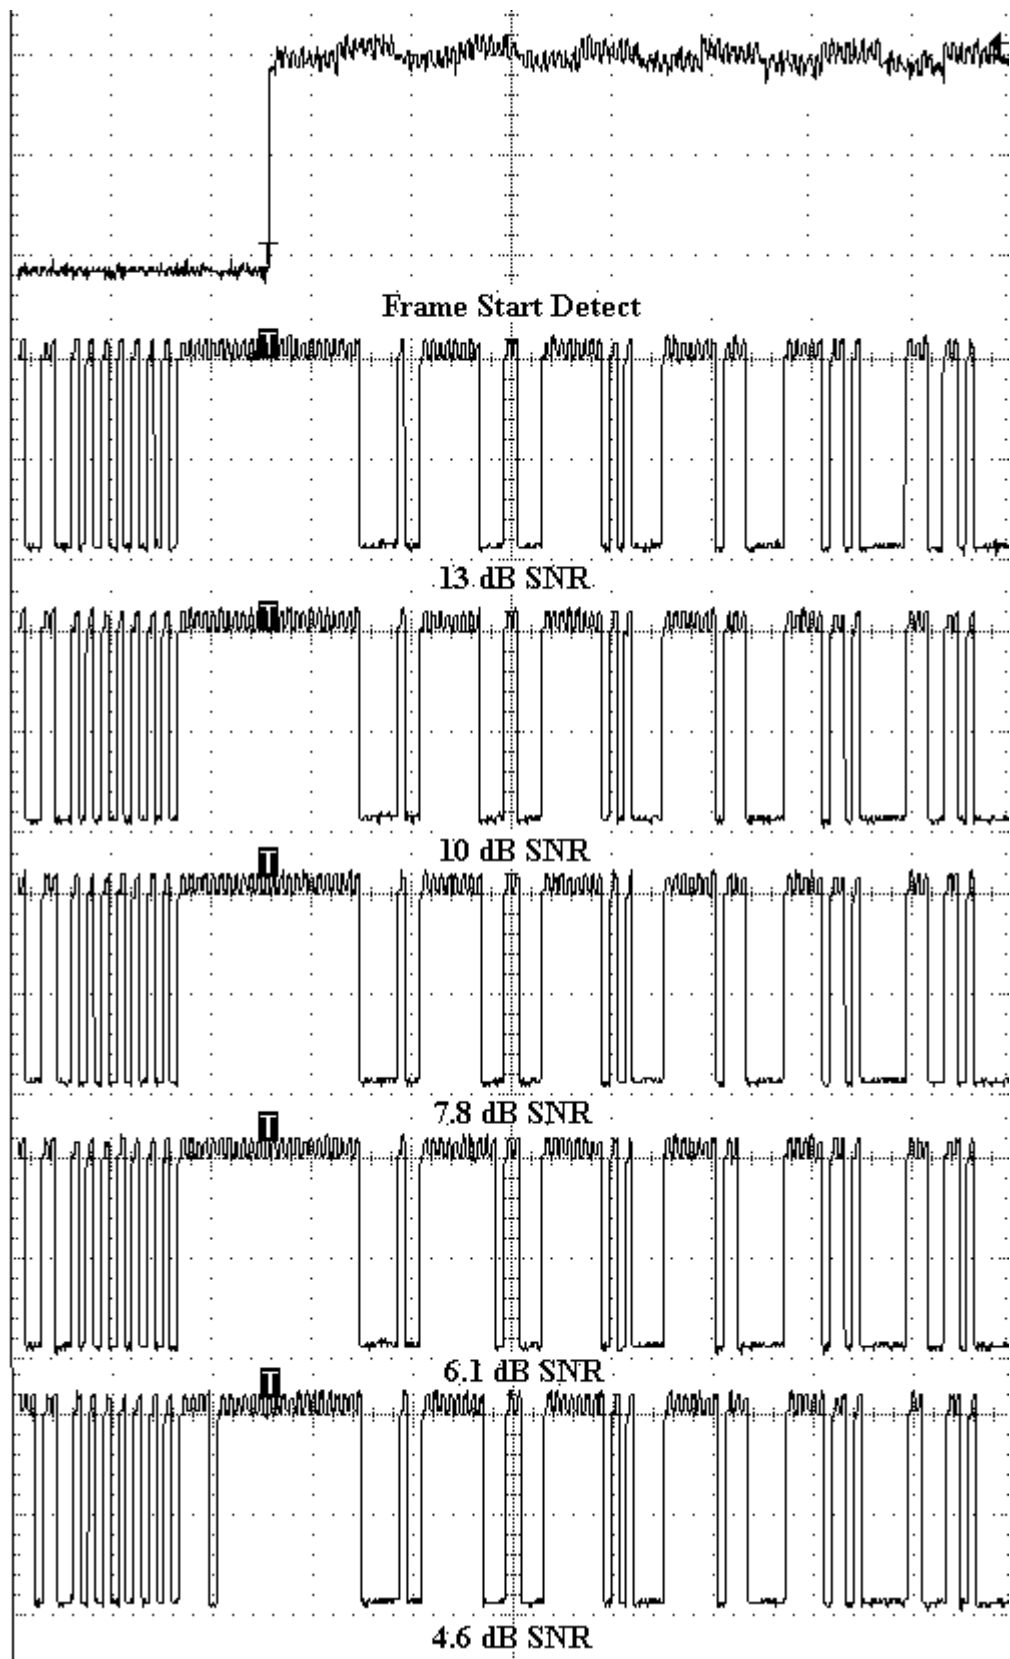 T
Frame Start Detect
T
13 dB SNR
T
10 dB SNR
T
7.8 dB SNR
T
6.1 dB SNR
T
4.6 dB SNR